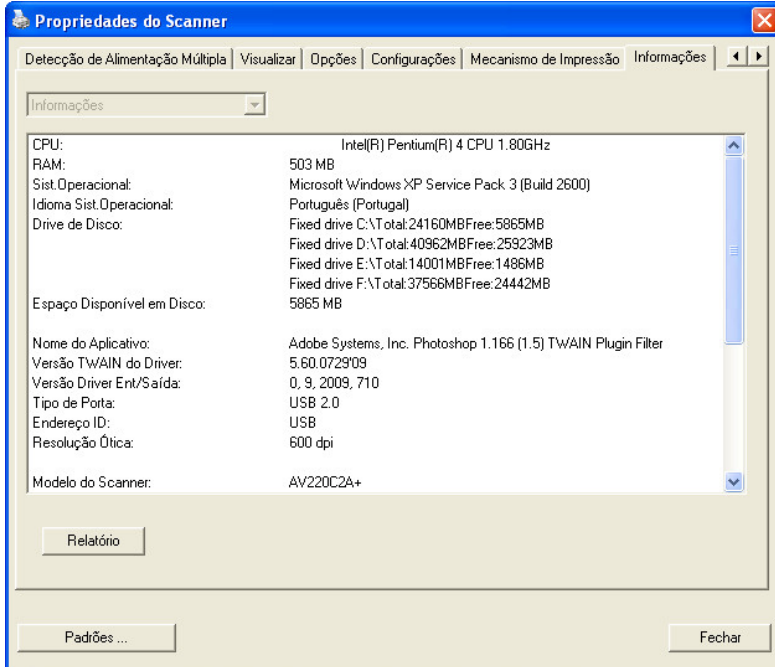 Propriedades do Scanner
Detecção de Alimentação Múltipla Visualizar Opções Configurações Mecanismo de Impressão Informações
Informações
CPU: Intel(R) Pentium(R) 4 CPU 1.80GHz
RAM: 503 MB
Sist.Operacional: Microsoft Windows XP Service Pack 3 (Build 2600)
Idioma Sist.Operacional: Português (Portugal)
Drive de Disco: Fixed drive C:\Total:24160MBFree:5865MB
Fixed drive D:\Total:40962MBFree:25923MB
Fixed drive E:\Total:14001MBFree:1486MB
Fixed drive F:\Total:37566MBFree:24442MB
Espaço Disponível em Disco: 5865 MB
Nome do Aplicativo: Adobe Systems, Inc. Photoshop 1.166 (1.5) TWAIN Plugin Filter
Versão TWAIN do Driver: 5.60.0729'09
Versão Driver Ent/Saída: 0, 9, 2009, 710
Tipo de Porta: USB 2.0
Endereço ID: USB
Resolução Ótica: 600 dpi
Modelo do Scanner: AV220C2A+
Relatório
Padrões ... Fechar